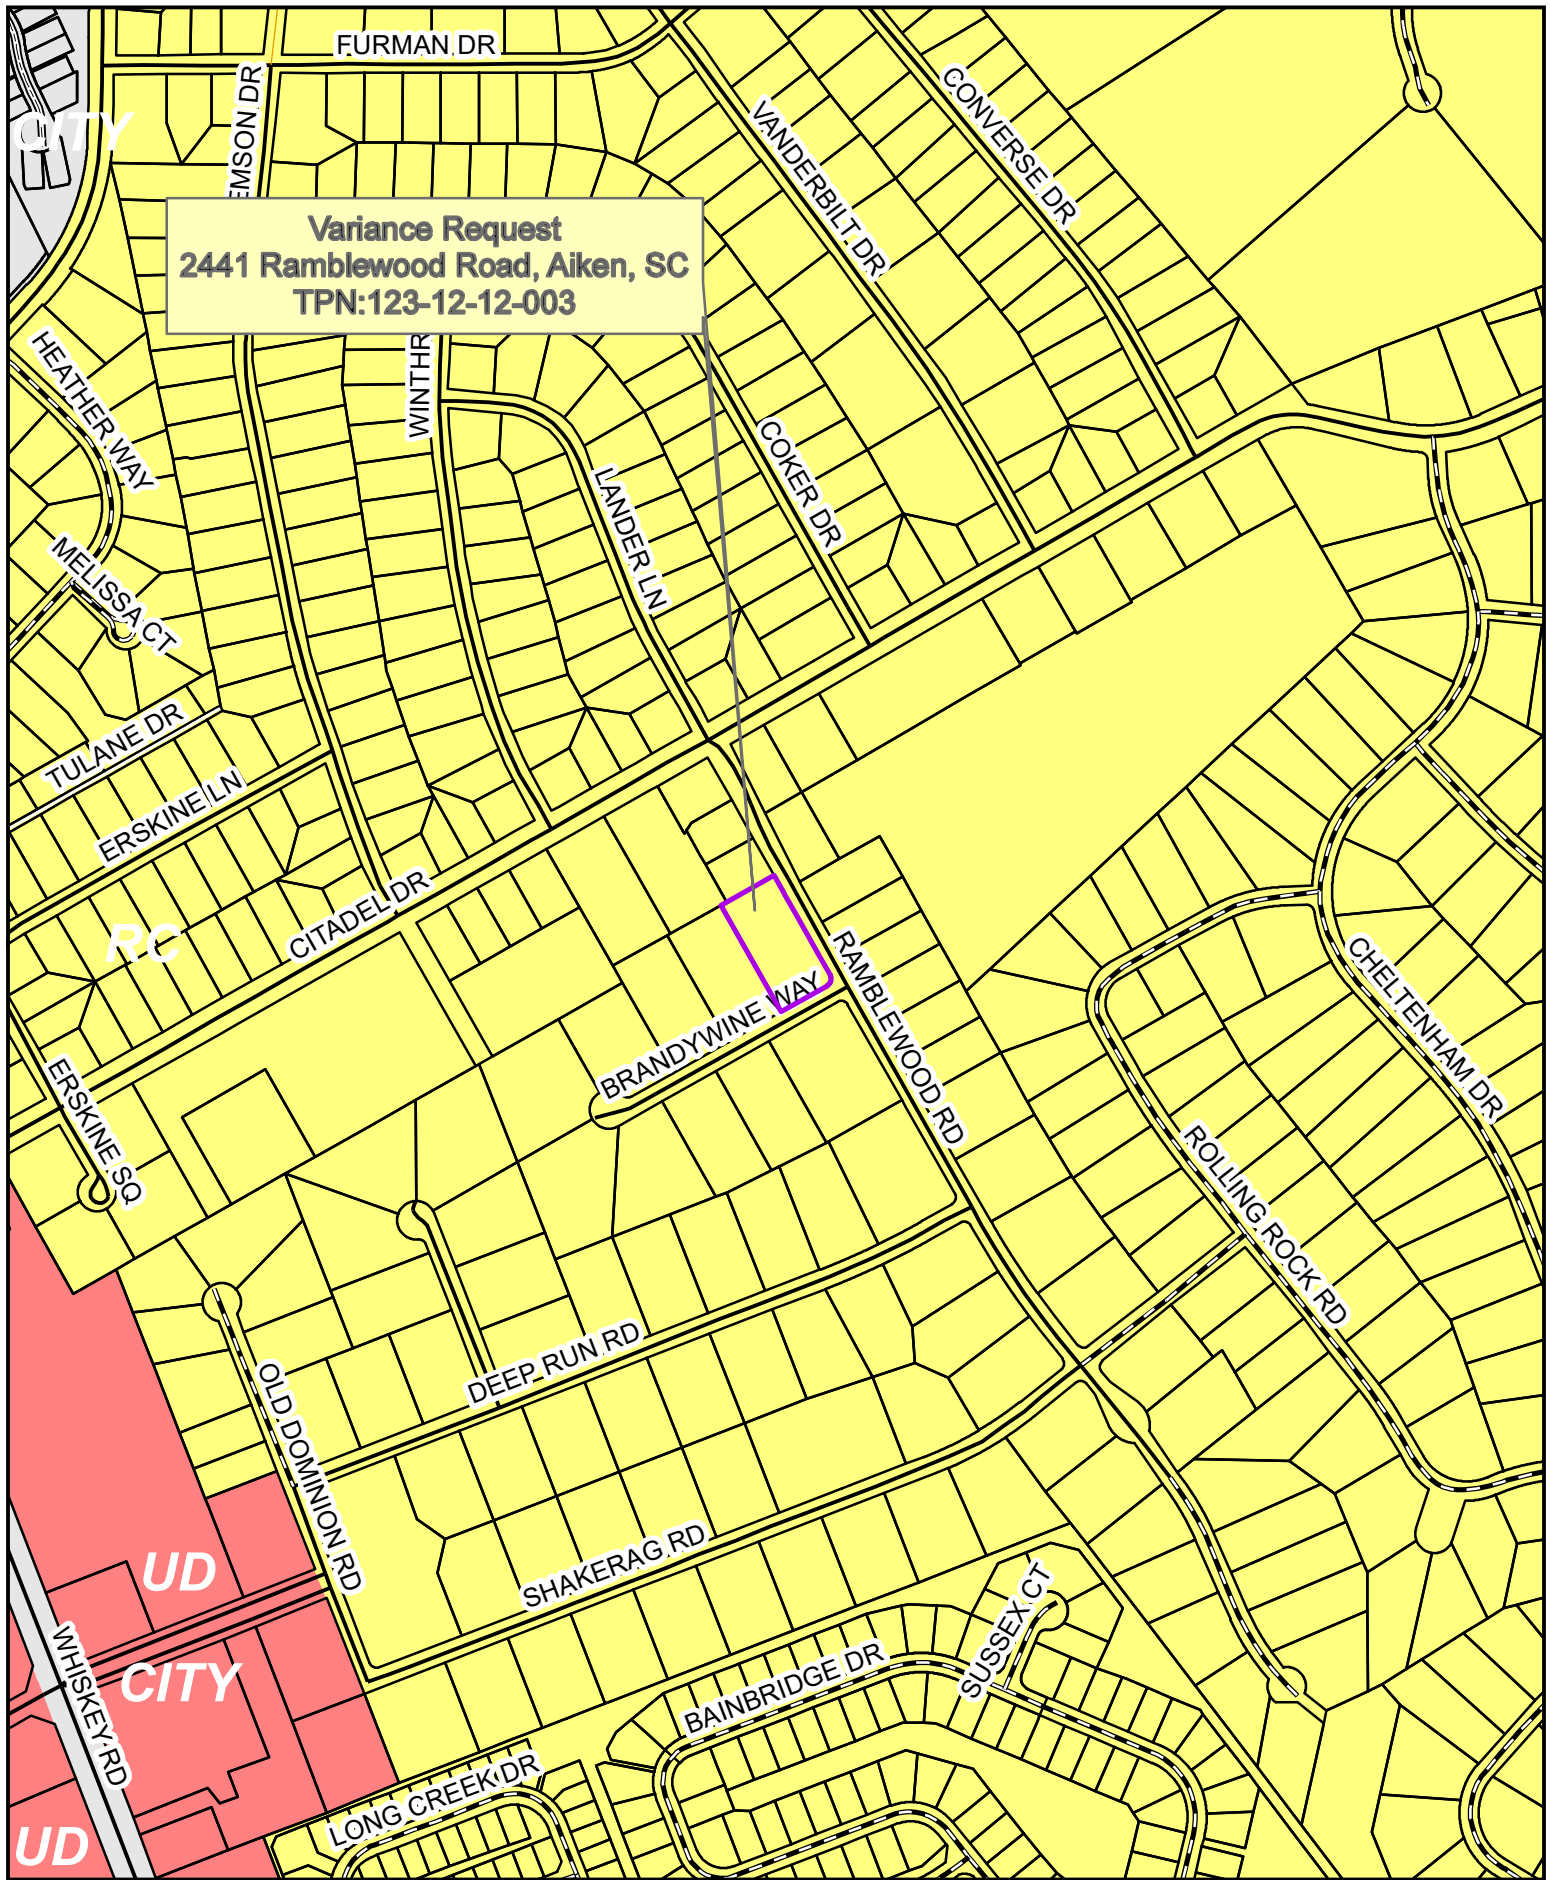 FURMAN DR
CONVERSE DR
EMSON DR
VANDERBILT DR
CITY
Variance Request
2441 Ramblewood Road, Aiken, SC
TPN:123-12-12-003
HEATHER WAY
WINTHR
COKER DR
LANDER LN
MELISSA CT
TULANE DR
ERSKINE LN
CITADEL DR
RC
RAMBLEWOOD RD
BRANDYWINE WAY
CHELTENHAM DR
ERSKINE SQ
ROLLING ROCK RD
DEEP RUN RD
OLD DOMINION RD
SHAKERAG RD
UD
SUSSEX CT
CITY
WHISKEY RD
BAINBRIDGE DR
LONG CREEK DR
UD